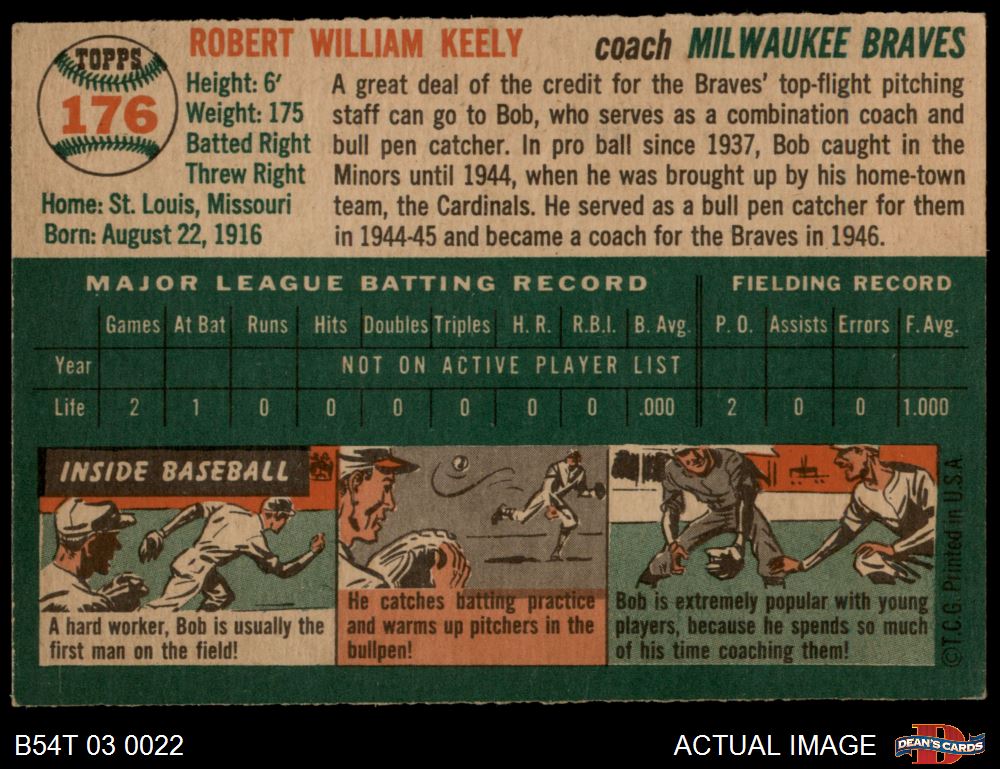 TOPPS
176
ROBERT WILLIAM KEELY
coach MILWAUKEE BRAVES
Height: 6'
Weight: 175
Batted Right
Threw Right
Home: St. Louis, Missouri
Born: August 22, 1916
A great deal of the credit for the Braves' top-flight pitching
staff can go to Bob, who serves as a combination coach and
bull pen catcher. In pro ball since 1937, Bob caught in the
Minors until 1944, when he was brought up by his home-town
team, the Cardinals. He served as a bull pen catcher for them
in 1944-45 and became a coach for the Braves in 1946.
MAJOR LEAGUE BATTING RECORD FIELDING RECORD
Games At Bat Runs Hits Doubles Triples H. R. R.B.I. B. Avg. P. O. Assists Errors F. Avg.
Year NOT ON ACTIVE PLAYER LIST
Life 2 1 0 0 0 0 0 0 .000 2 0 0 1.000
INSIDE BASEBALL
A hard worker, Bob is usually the
first man on the field!
He catches batting practice
and warms up pitchers in the
bullpen!
Bob is extremely popular with young
players, because he spends so much
of his time coaching them!
©T.C.G. Printed in U.S.A
B54T 03 0022
ACTUAL IMAGE
DEAN'S CARDS